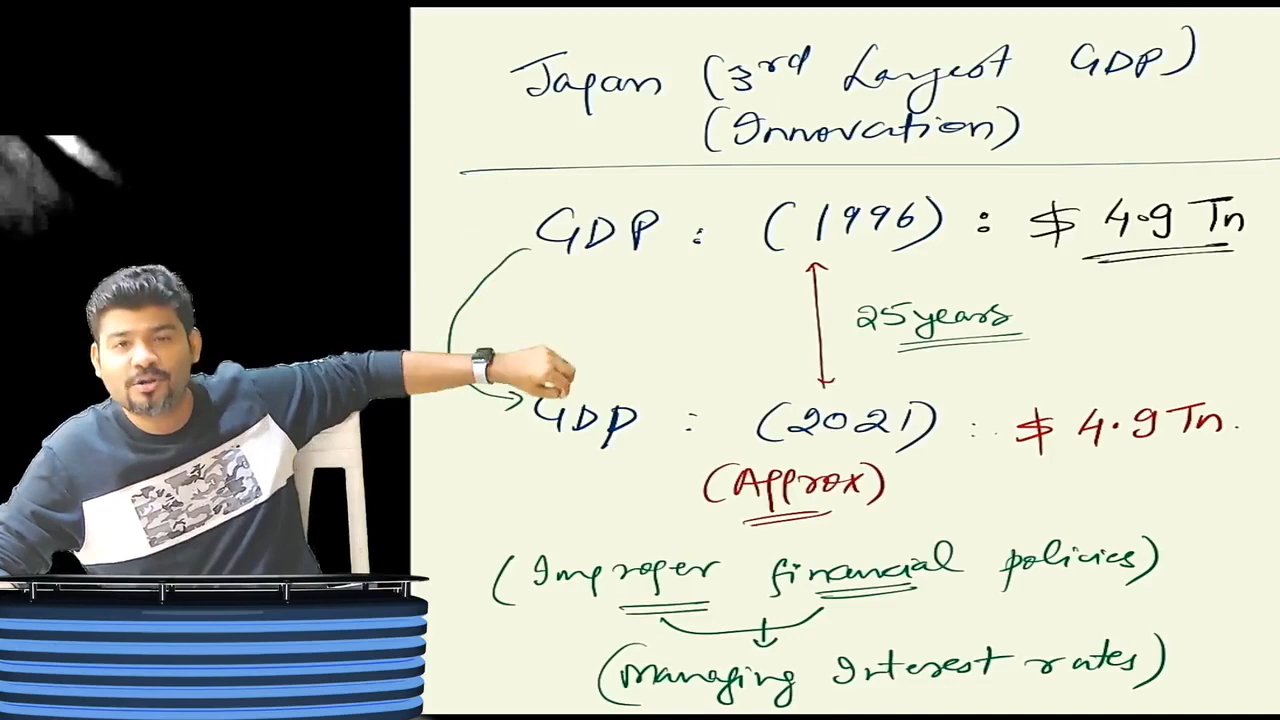 Japan (3rd Largest GDP)
(Innovation)
GDP : (1996) : $ 4.9 Tn
25 years
GDP : (2021) : $ 4.9 Tn.
(Approx)
(Improper financial policies)
(Managing Interest rates)